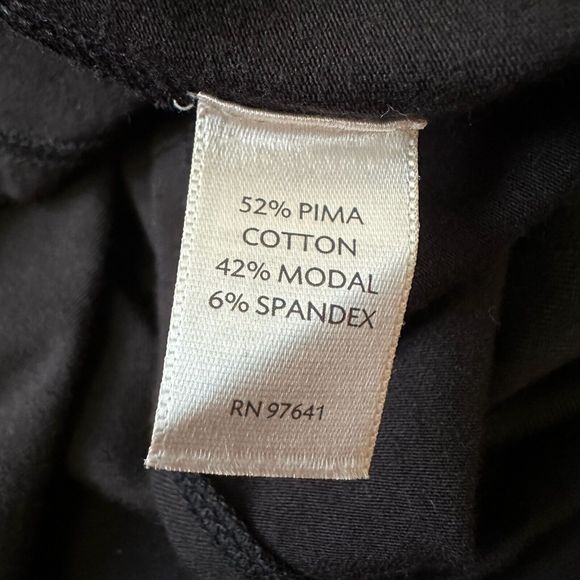 52% PIMA
COTTON
42% MODAL
6% SPANDEX
RN 97641